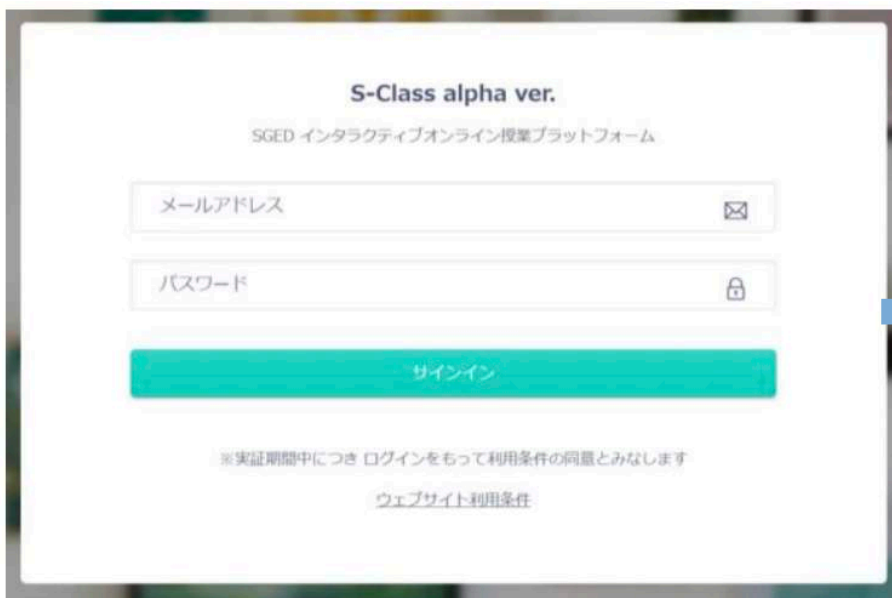 S-Class alpha ver.
SGED インタラクティブオンライン授業プラットフォーム
メールアドレス
パスワード
サインイン
※実証期間中につき ログインをもって利用条件の同意とみなします
ウェブサイト利用条件